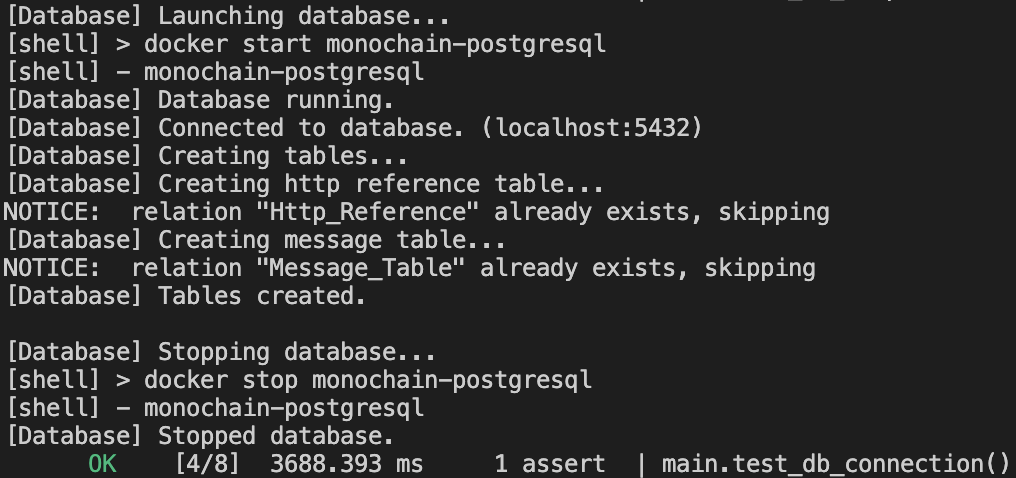 [Database] Launching database...
[shell] > docker start monochain-postgresql
[shell] - monochain-postgresql
[Database] Database running.
[Database] Connected to database. (localhost:5432)
[Database] Creating tables...
[Database] Creating http reference table...
NOTICE:  relation "Http_Reference" already exists, skipping
[Database] Creating message table...
NOTICE:  relation "Message_Table" already exists, skipping
[Database] Tables created.
[Database] Stopping database...
[shell] > docker stop monochain-postgresql
[shell] - monochain-postgresql
[Database] Stopped database.
OK    [4/8]  3688.393 ms     1 assert  | main.test_db_connection()